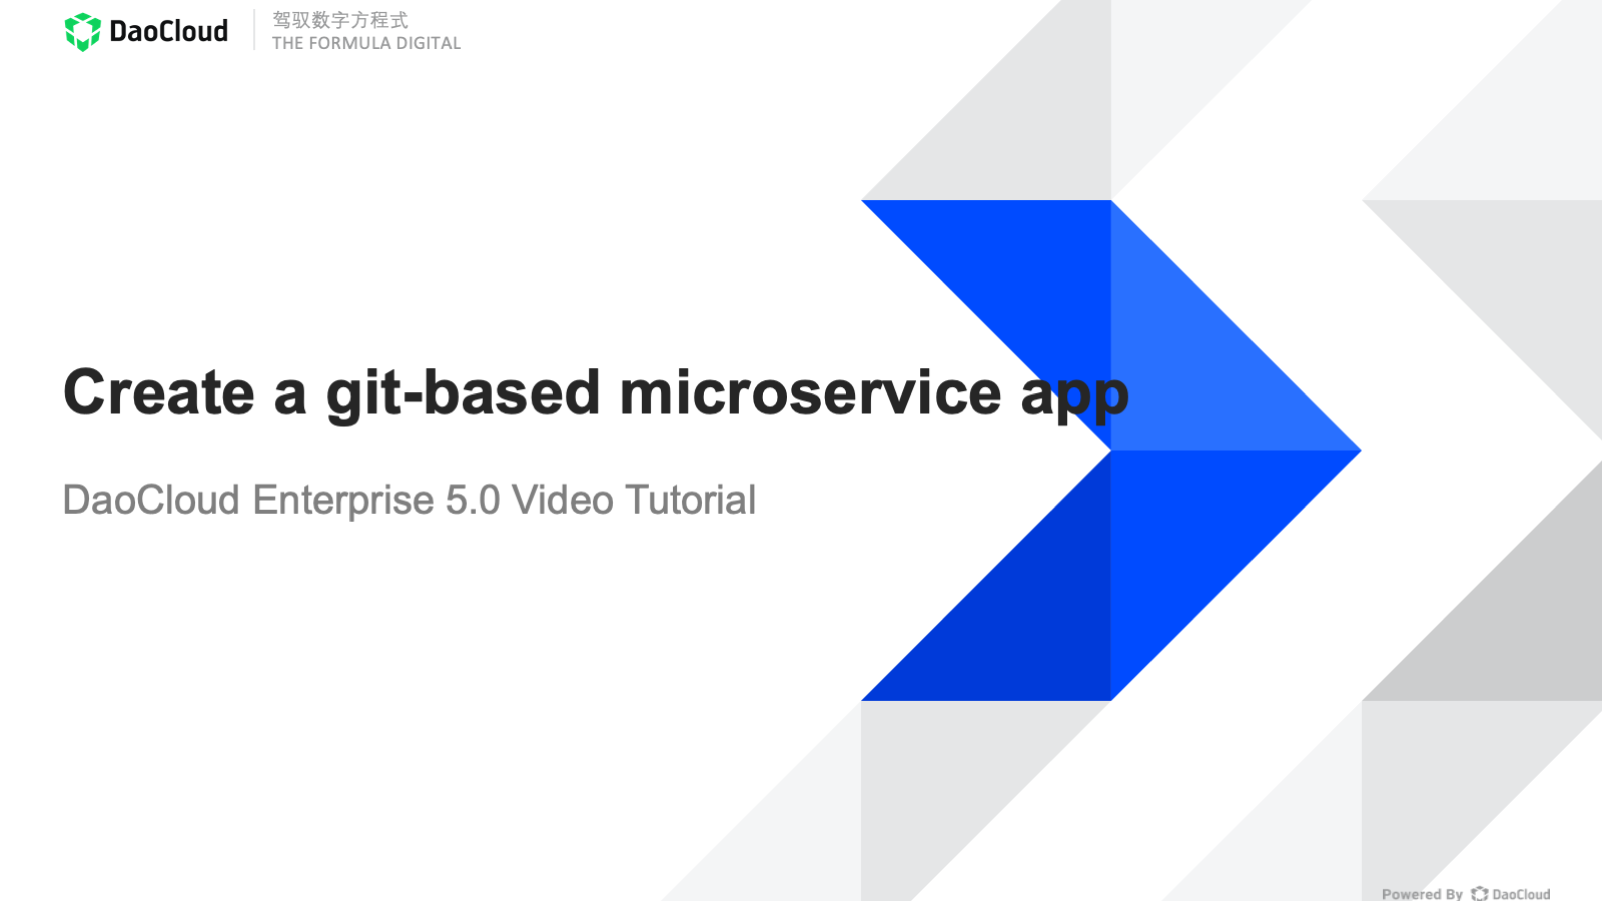 DaoCloud
驾驭数字方程式
THE FORMULA DIGITAL
Create a git-based microservice app
DaoCloud Enterprise 5.0 Video Tutorial
Powered By DaoCloud